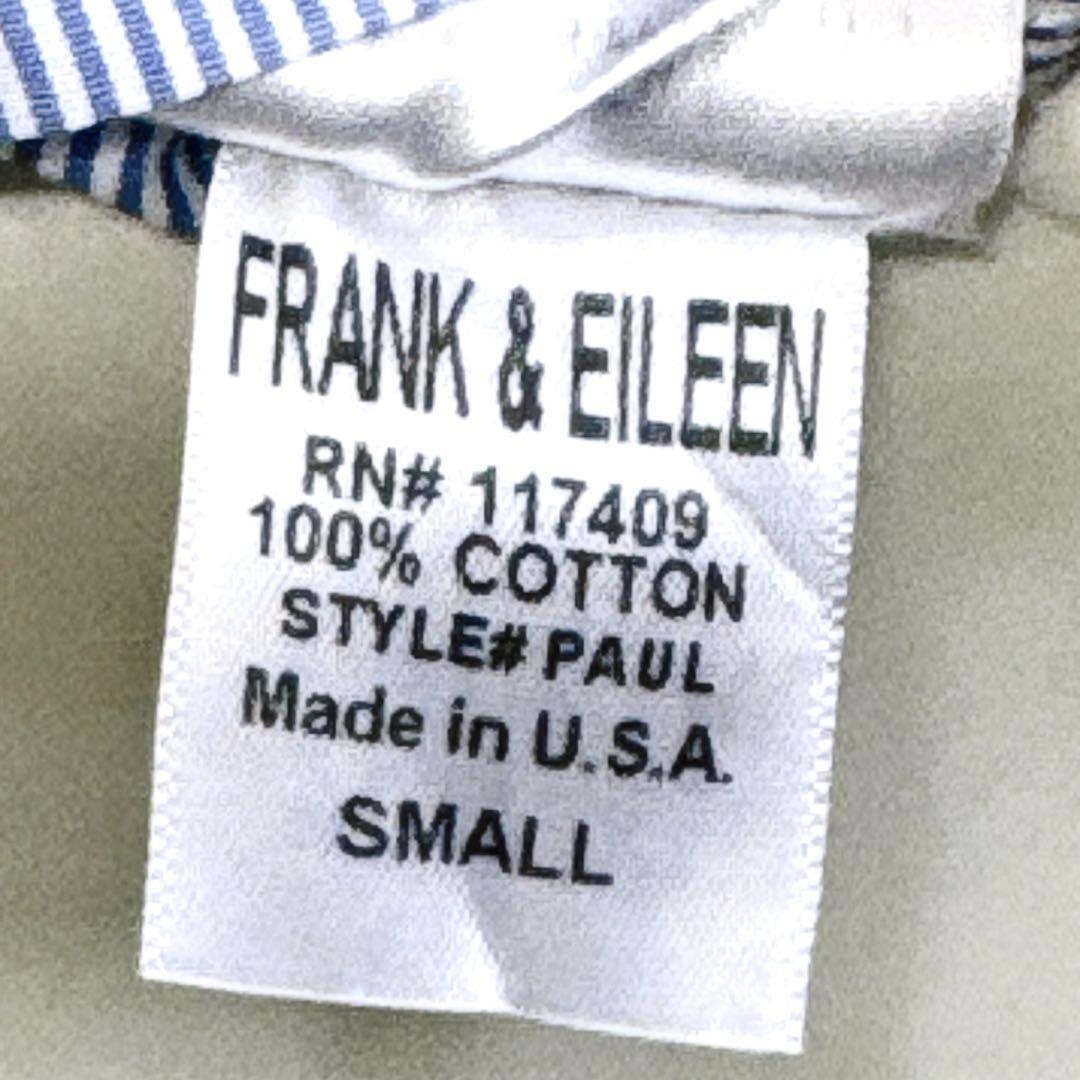 FRANK & EILEEN
RN# 117409
100% COTTON
STYLE# PAUL
Made in U.S.A.
SMALL